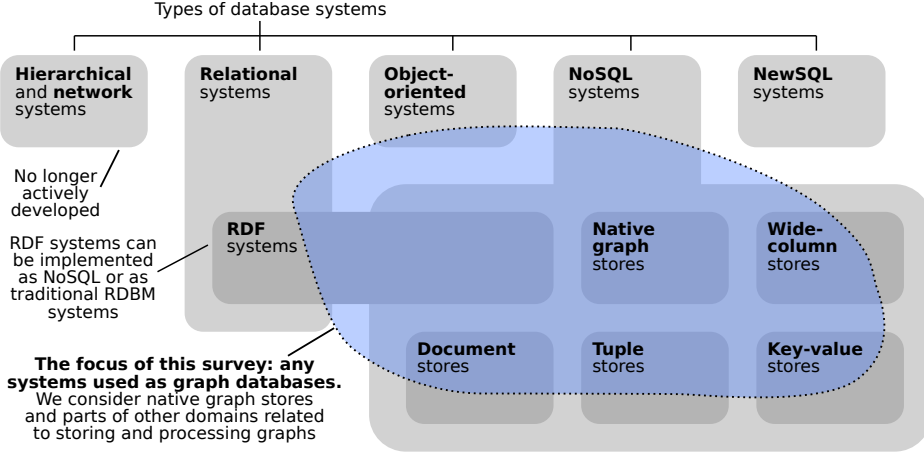 Types of database systems
Hierarchical
and network
systems
Relational
systems
Object-
oriented
systems
NoSQL
systems
NewSQL
systems
No longer
actively
developed
RDF systems can
be implemented
as NoSQL or as
traditional RDBM
systems
RDF
systems
Native
graph
stores
Wide-
column
stores
Document
stores
Tuple
stores
Key-value
stores
The focus of this survey: any
systems used as graph databases.
We consider native graph stores
and parts of other domains related
to storing and processing graphs